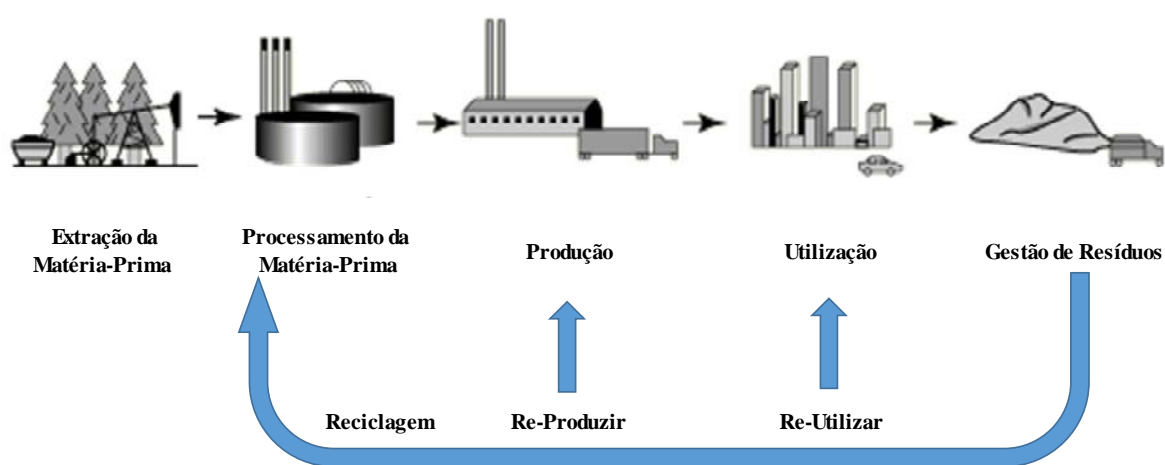 Extração da
Matéria-Prima
Processamento da
Matéria-Prima
Produção
Utilização
Gestão de Resíduos
Reciclagem
Re-Produzir
Re-Utilizar